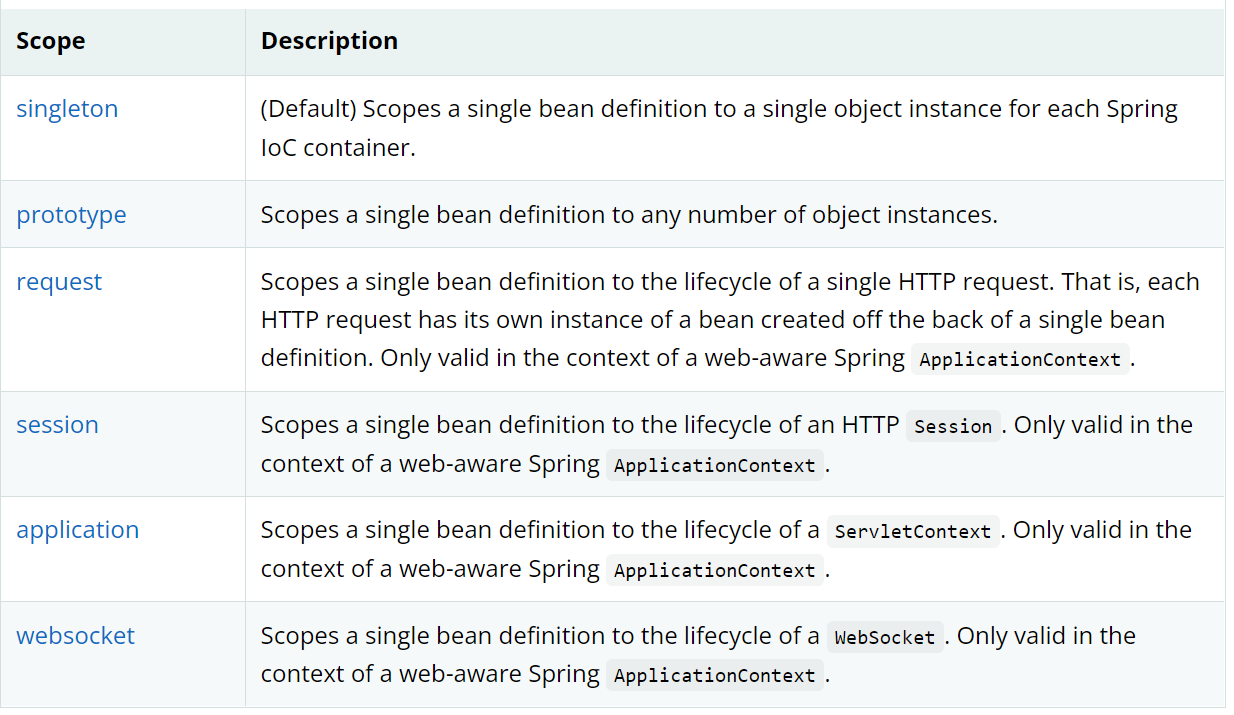 Scope Description
singleton (Default) Scopes a single bean definition to a single object instance for each Spring
IoC container.
prototype Scopes a single bean definition to any number of object instances.
request Scopes a single bean definition to the lifecycle of a single HTTP request. That is, each
HTTP request has its own instance of a bean created off the back of a single bean
definition. Only valid in the context of a web-aware Spring ApplicationContext.
session Scopes a single bean definition to the lifecycle of an HTTP Session. Only valid in the
context of a web-aware Spring ApplicationContext.
application Scopes a single bean definition to the lifecycle of a ServletContext. Only valid in the
context of a web-aware Spring ApplicationContext.
websocket Scopes a single bean definition to the lifecycle of a WebSocket. Only valid in the
context of a web-aware Spring ApplicationContext.